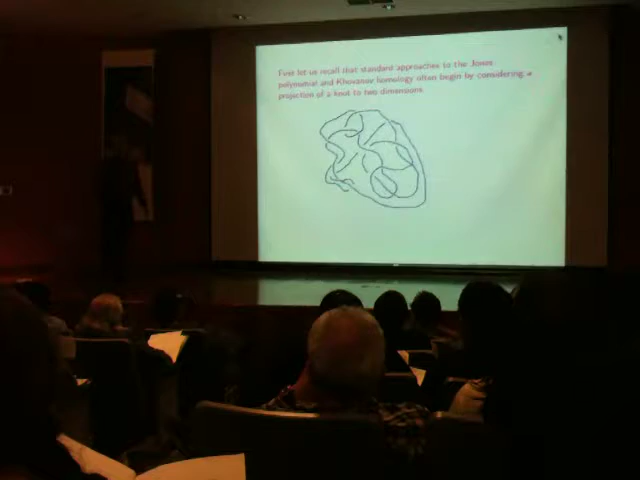 First let us recall that standard approaches to the Jones
polynomial and Khovanov homology often begin by considering a
projection of a knot to two dimensions.